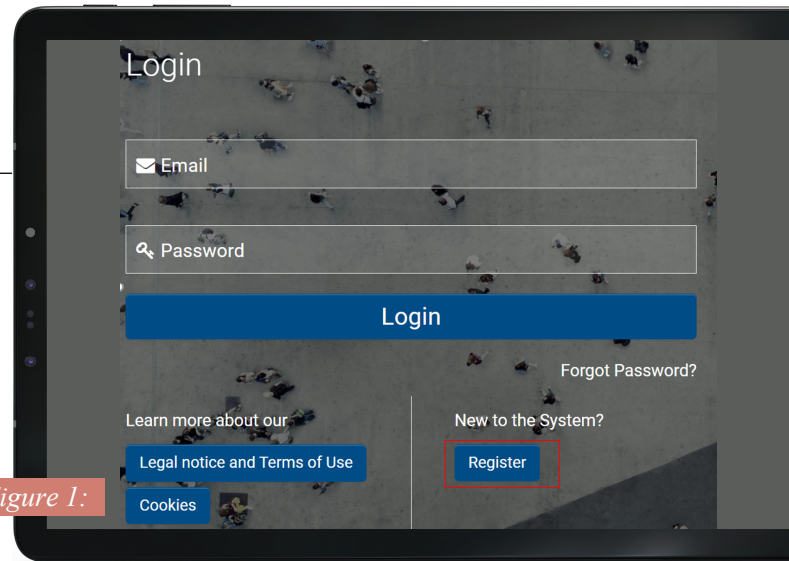 Login
Email
Password
Login
Forgot Password?
Learn more about our
Legal notice and Terms of Use
Cookies
New to the System?
Register
igure 1: